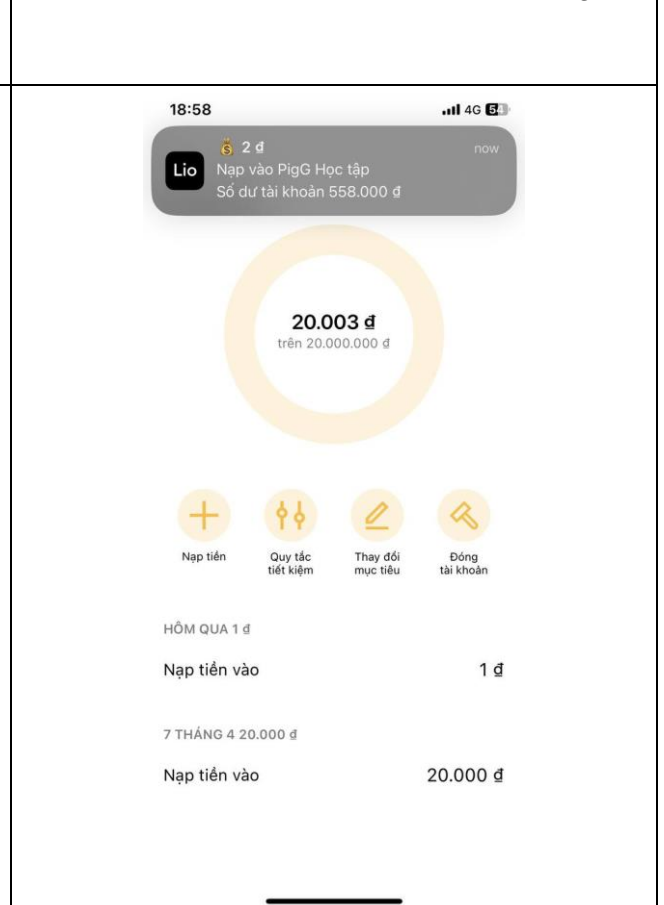 18:58
4G 54
2 ₫
now
Lio
Nạp vào PigG Học tập
Số dư tài khoản 558.000 ₫
20.003 ₫
trên 20.000.000 ₫
Nạp tiền
Quy tắc
tiết kiệm
Thay đổi
mục tiêu
Đóng
tài khoản
HÔM QUA 1 ₫
Nạp tiền vào
1 ₫
7 THÁNG 4 20.000 ₫
Nạp tiền vào
20.000 ₫